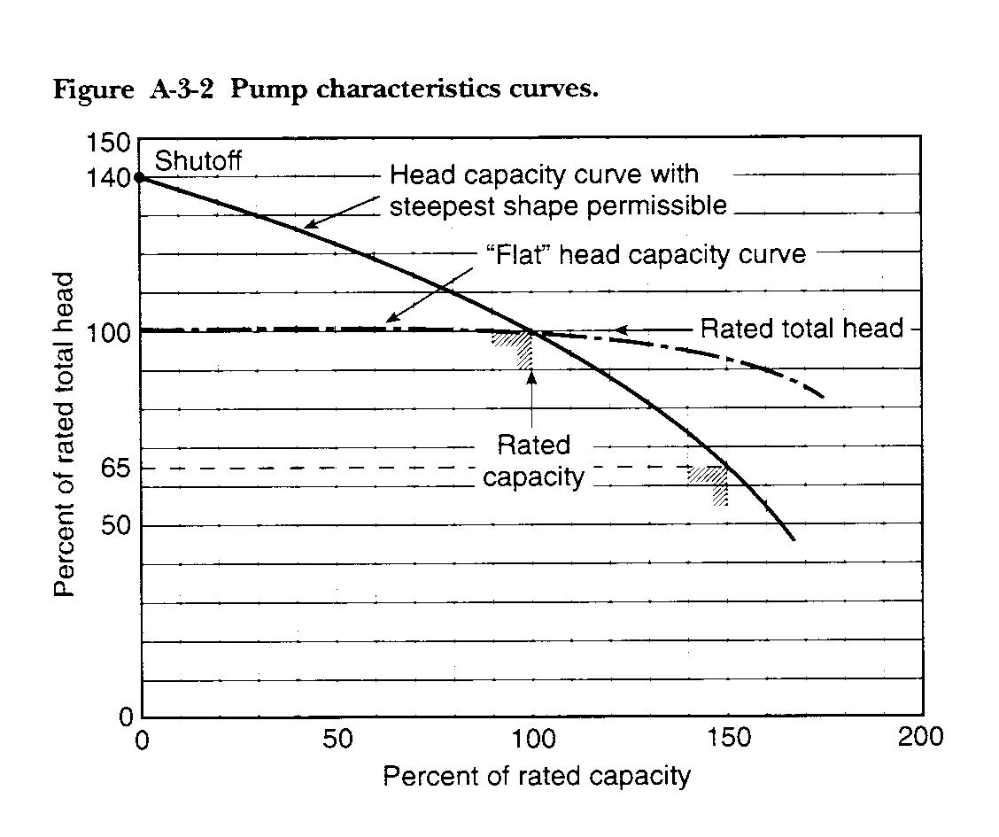 Figure A-3-2 Pump characteristics curves.
150
Shutoff
140
Head capacity curve with
steepest shape permissible
“Flat” head capacity curve
100
Rated total head
Rated
capacity
65
50
0
Percent of rated total head
0 50 100 150 200
Percent of rated capacity